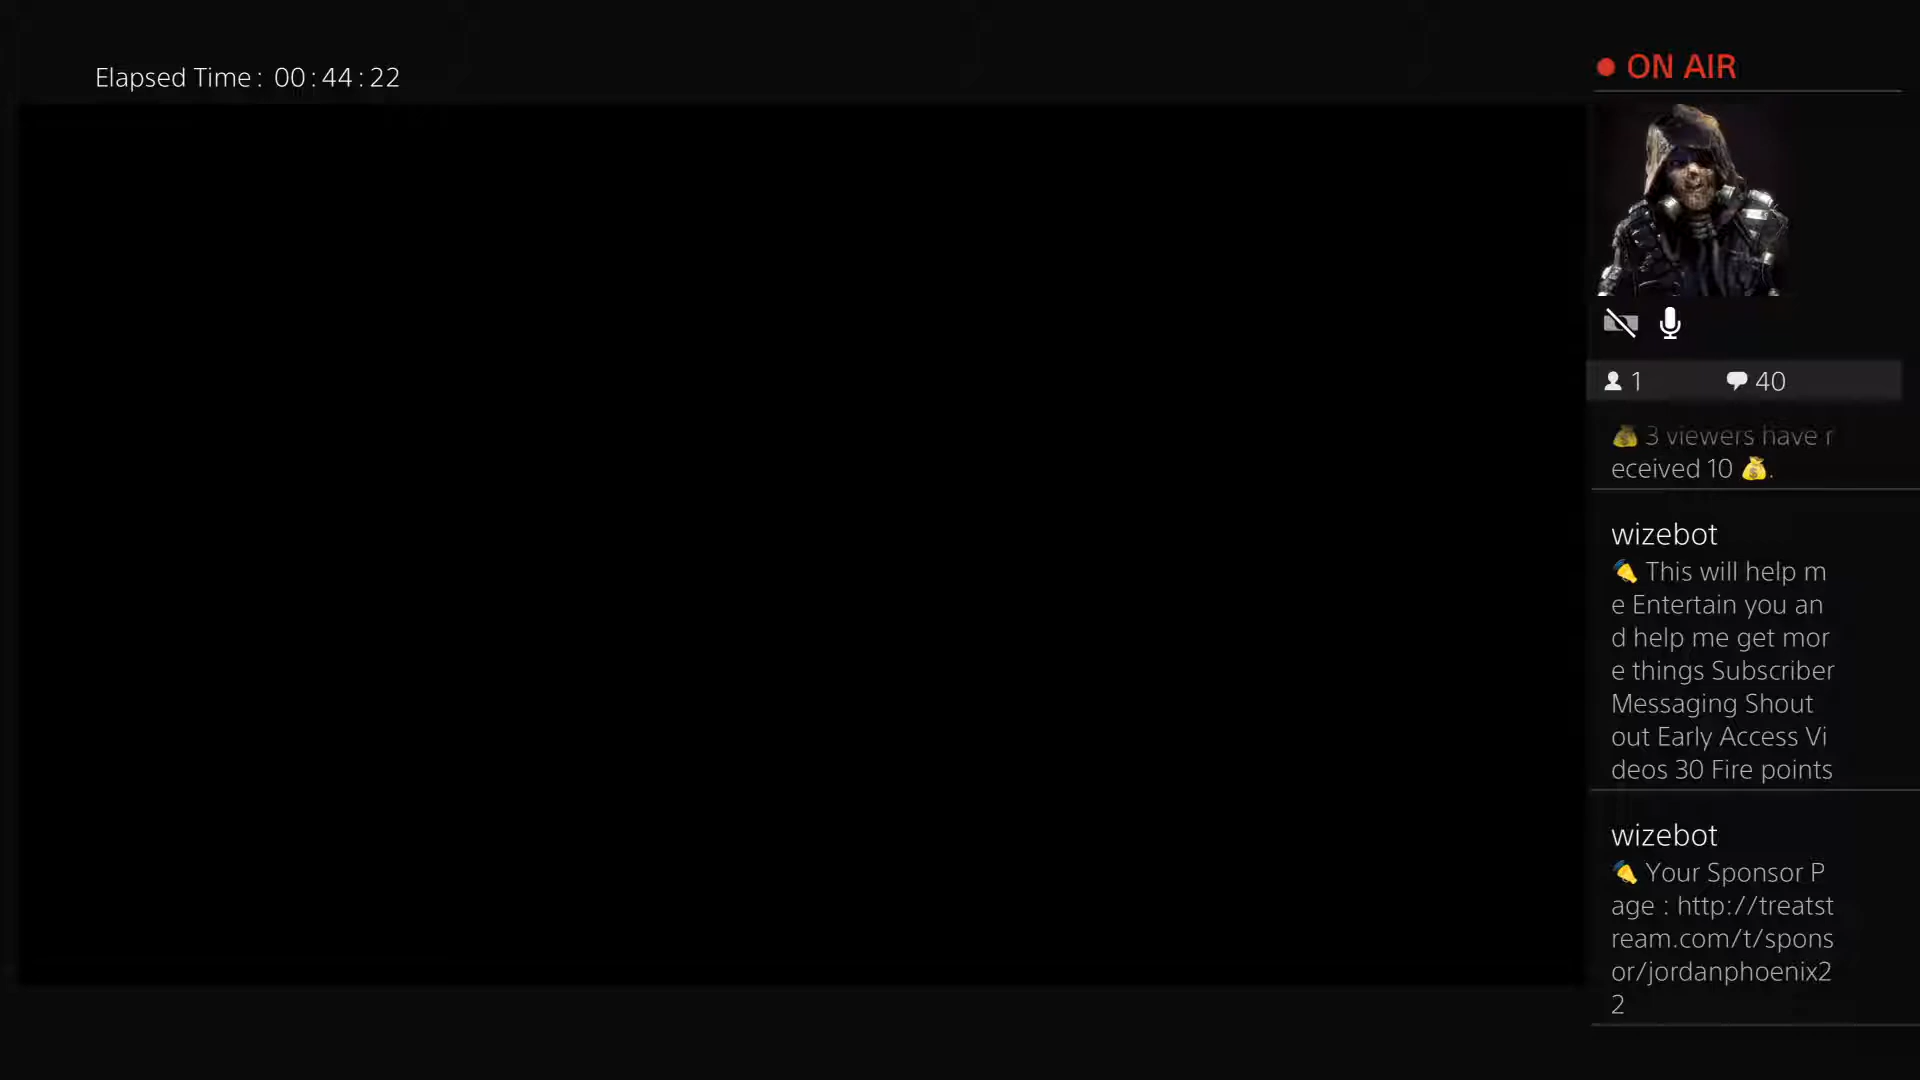 Elapsed Time: 00:44:22
ON AIR
1 40
💰 3 viewers have r
eceived 10 💰.
wizebot
This will help m
e Entertain you an
d help me get mor
e things Subscriber
Messaging Shout
out Early Access Vi
deos 30 Fire points
wizebot
Your Sponsor P
age : http://treatst
ream.com/t/spons
or/jordanphoenix2
2